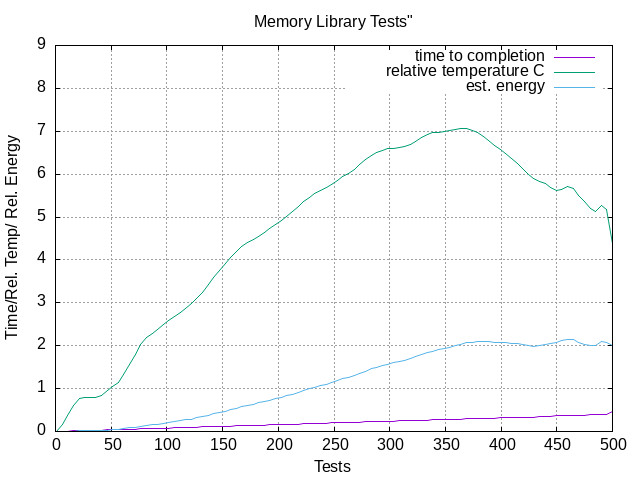 Memory Library Tests"
time to completion
relative temperature C
est. energy
Time/Rel. Temp/ Rel. Energy
9
8
7
6
5
4
3
2
1
0
0 50 100 150 200 250 300 350 400 450 500
Tests